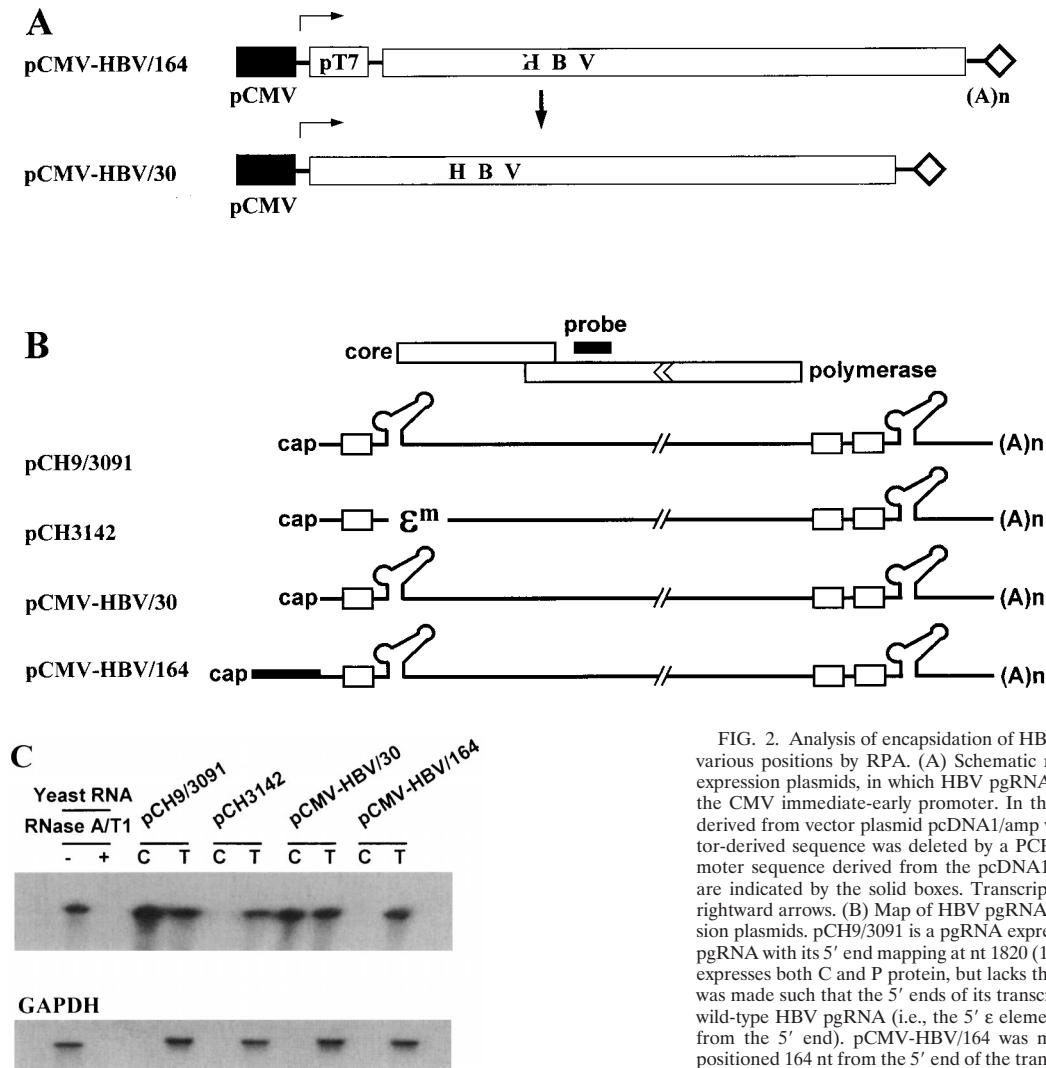 A
pCMV-HBV/164
pT7
H B V
pCMV
(A)n
pCMV-HBV/30
H B V
pCMV
B
probe
core
polymerase
pCH9/3091
cap
(A)n
pCH3142
cap
εm
(A)n
pCMV-HBV/30
cap
(A)n
pCMV-HBV/164
cap
(A)n
C
Yeast RNA
RNase A/T1
pCH9/3091
pCH3142
pCMV-HBV/30
pCMV-HBV/164
- + C T C T C T C T
GAPDH
FIG. 2. Analysis of encapsidation of HB
various positions by RPA. (A) Schematic
expression plasmids, in which HBV pgRNA
the CMV immediate-early promoter. In th
derived from vector plasmid pcDNA1/amp
tor-derived sequence was deleted by a PC
moter sequence derived from the pcDNA1
are indicated by the solid boxes. Transcrip
rightward arrows. (B) Map of HBV pgRNA
sion plasmids. pCH9/3091 is a pgRNA expre
pgRNA with its 5′ end mapping at nt 1820 (1
expresses both C and P protein, but lacks th
was made such that the 5′ ends of its transcri
wild-type HBV pgRNA (i.e., the 5′ ε eleme
from the 5′ end). pCMV-HBV/164 was m
positioned 164 nt from the 5′ end of the tran